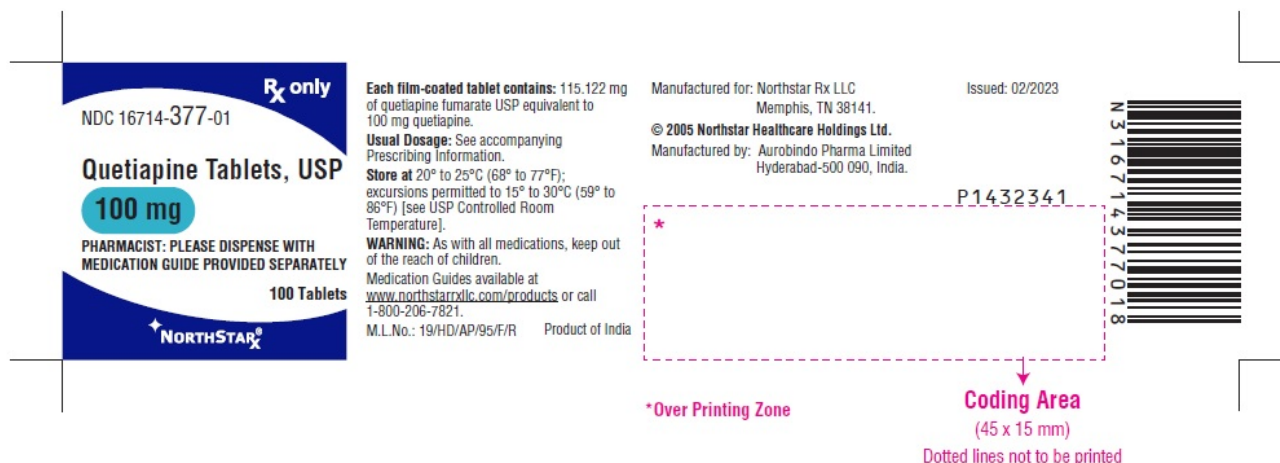 Rx only
NDC 16714-377-01
Quetiapine Tablets, USP
100 mg
PHARMACIST: PLEASE DISPENSE WITH
MEDICATION GUIDE PROVIDED SEPARATELY
100 Tablets
NORTHSTARx®
Each film-coated tablet contains: 115.122 mg
of quetiapine fumarate USP equivalent to
100 mg quetiapine.
Usual Dosage: See accompanying
Prescribing Information.
Store at 20° to 25°C (68° to 77°F);
excursions permitted to 15° to 30°C (59° to
86°F) [see USP Controlled Room
Temperature].
WARNING: As with all medications, keep out
of the reach of children.
Medication Guides available at
www.northstarrxllc.com/products or call
1-800-206-7821.
M.L.No.: 19/HD/AP/95/F/R Product of India
Manufactured for: Northstar Rx LLC
Memphis, TN 38141.
© 2005 Northstar Healthcare Holdings Ltd.
Manufactured by: Aurobindo Pharma Limited
Hyderabad-500 090, India.
Issued: 02/2023
P1432341
*
*Over Printing Zone
Coding Area
(45 x 15 mm)
Dotted lines not to be printed
N316714377018